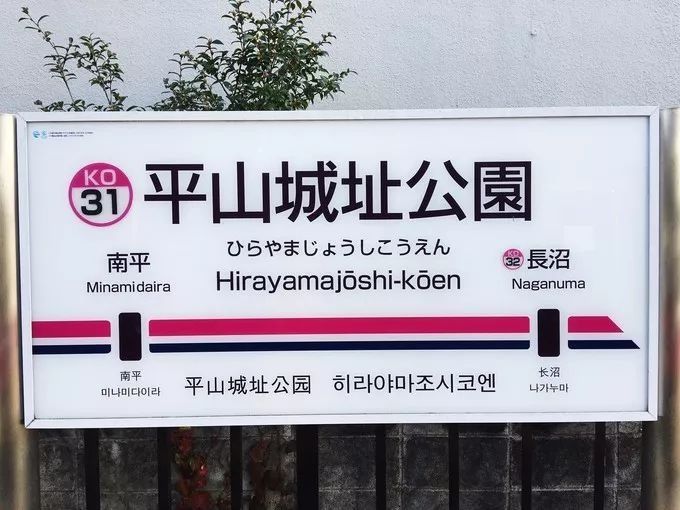 KO
31
平山城址公園
ひらやまじょうしこうえん
Hirayamajōshi-kōen
南平
Minamidaira
KO
32
長沼
Naganuma
南平
미나미다이라
平山城址公园
히라야마조시코엔
长沼
나가누마